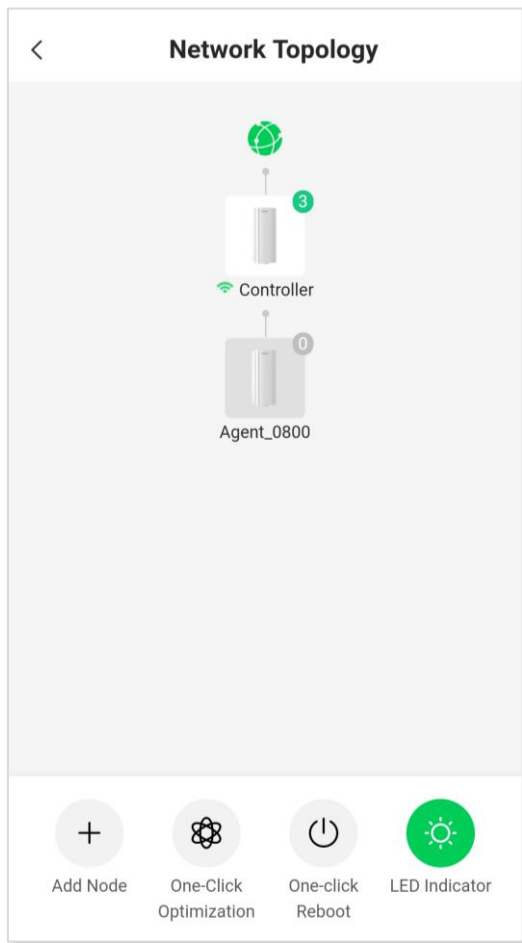 Network Topology
3
Controller
0
Agent_0800
Add Node
One-Click
Optimization
One-click
Reboot
LED Indicator